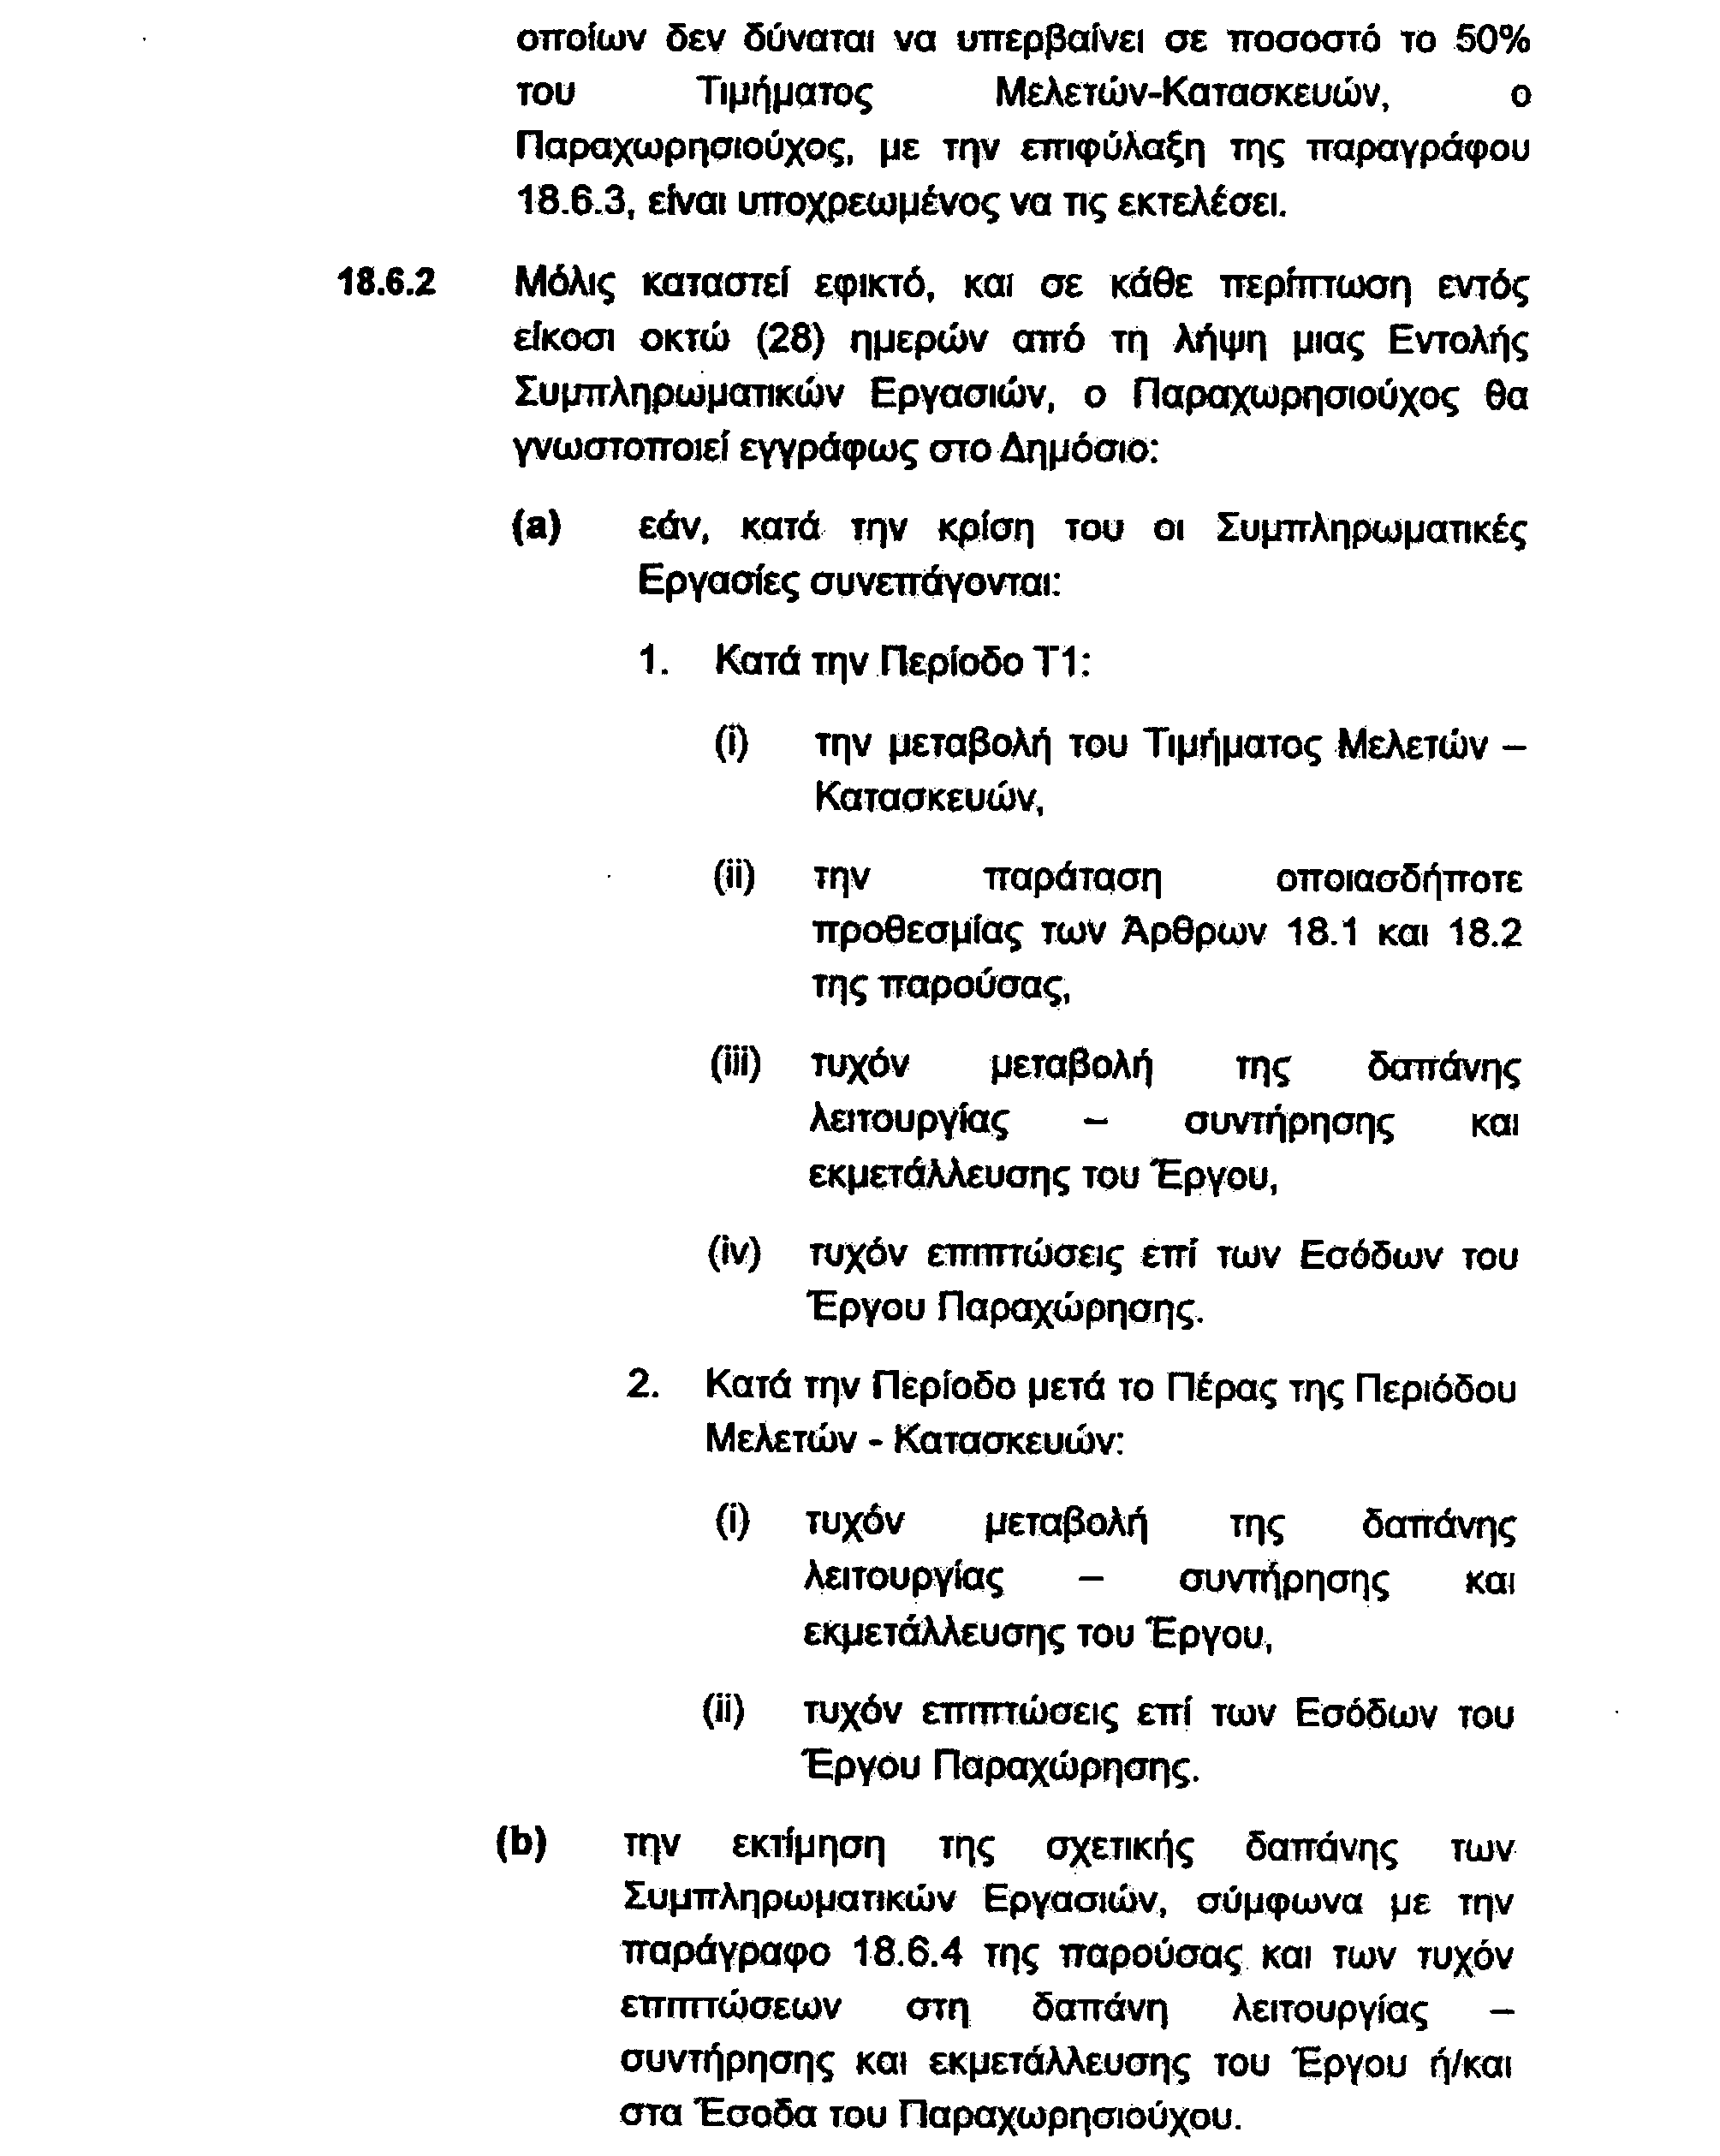 οποίων δεν δύναται να υπερβαίνει σε ποσοστό το 50%
του Τιμήματος Μελετών-Κατασκευών, ο
Παραχωρησιούχος, με την επιφύλαξη της παραγράφου
18.6.3, είναι υποχρεωμένος να τις εκτελέσει.
18.6.2 Μόλις καταστεί εφικτό, και σε κάθε περίπτωση εντός
είκοσι οκτώ (28) ημερών από τη λήψη μιας Εντολής
Συμπληρωματικών Εργασιών, ο Παραχωρησιούχος θα
γνωστοποιεί εγγράφως στο Δημόσιο:
(a) εάν, κατά την κρίση του οι Συμπληρωματικές
Εργασίες συνεπάγονται:
1. Κατά την Περίοδο Τ1:
(i) την μεταβολή του Τιμήματος Μελετών –
Κατασκευών,
(ii) την παράταση οποιασδήποτε
προθεσμίας των Άρθρων 18.1 και 18.2
της παρούσας,
(iii) τυχόν μεταβολή της δαπάνης
λειτουργίας – συντήρησης και
εκμετάλλευσης του Έργου,
(iv) τυχόν επιπτώσεις επί των Εσόδων του
Έργου Παραχώρησης.
2. Κατά την Περίοδο μετά το Πέρας της Περιόδου
Μελετών - Κατασκευών:
(i) τυχόν μεταβολή της δαπάνης
λειτουργίας – συντήρησης και
εκμετάλλευσης του Έργου,
(ii) τυχόν επιπτώσεις επί των Εσόδων του
Έργου Παραχώρησης.
(b) την εκτίμηση της σχετικής δαπάνης των
Συμπληρωματικών Εργασιών, σύμφωνα με την
παράγραφο 18.6.4 της παρούσας και των τυχόν
επιπτώσεων στη δαπάνη λειτουργίας –
συντήρησης και εκμετάλλευσης του Έργου ή/και
στα Έσοδα του Παραχωρησιούχου.